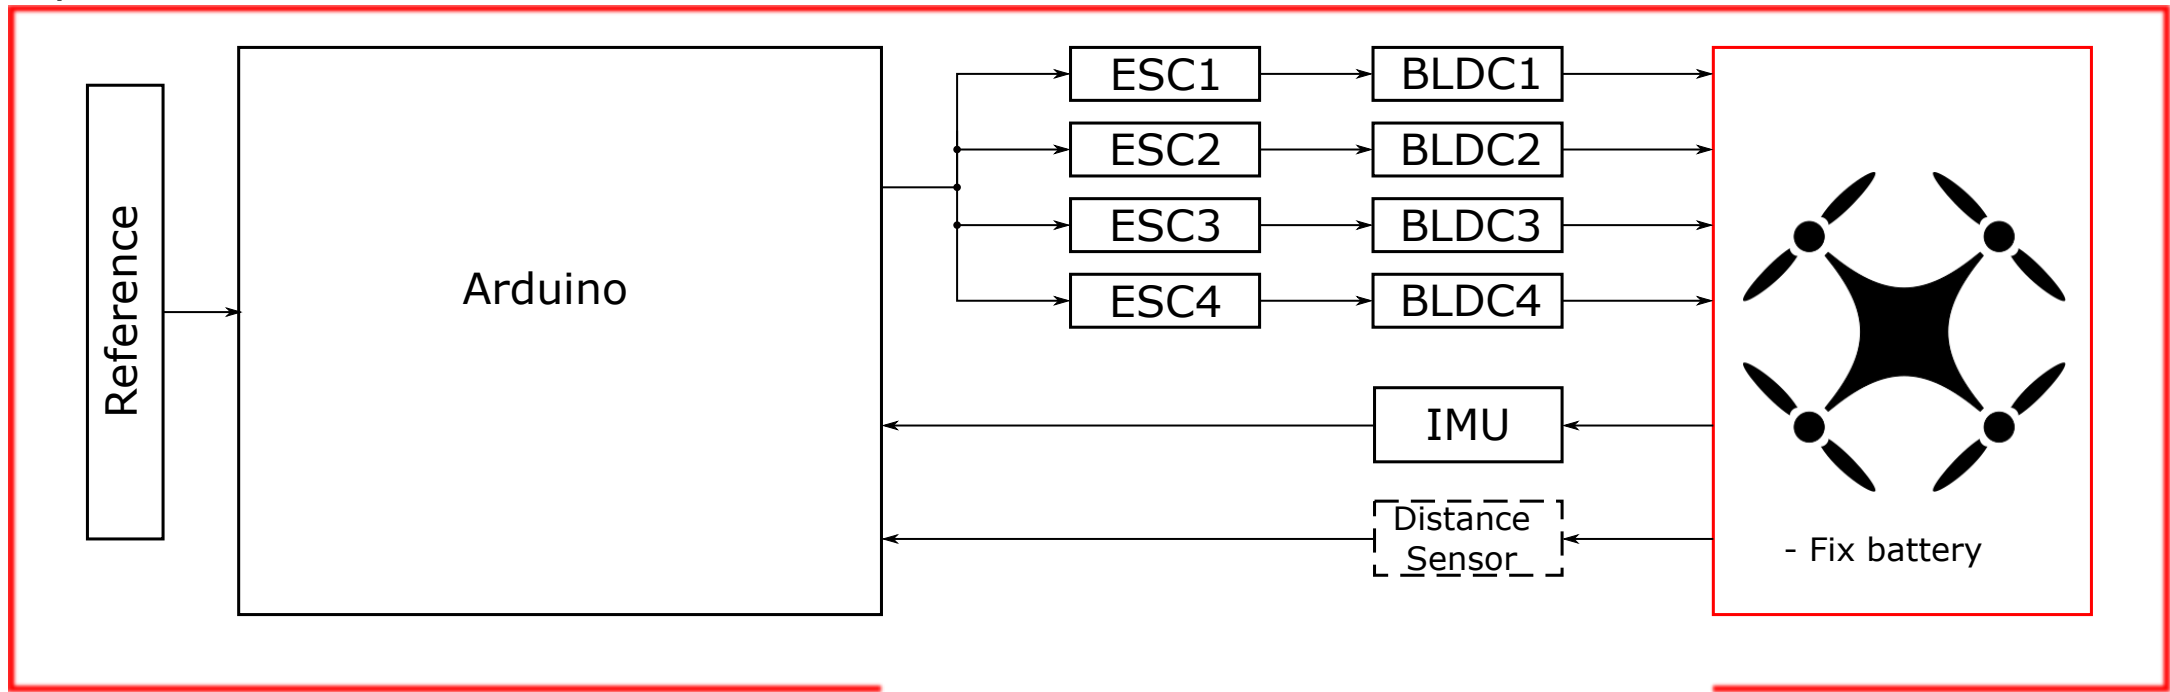 Reference
Arduino
ESC1
BLDC1
ESC2
BLDC2
ESC3
BLDC3
ESC4
BLDC4
IMU
Distance
Sensor
- Fix battery